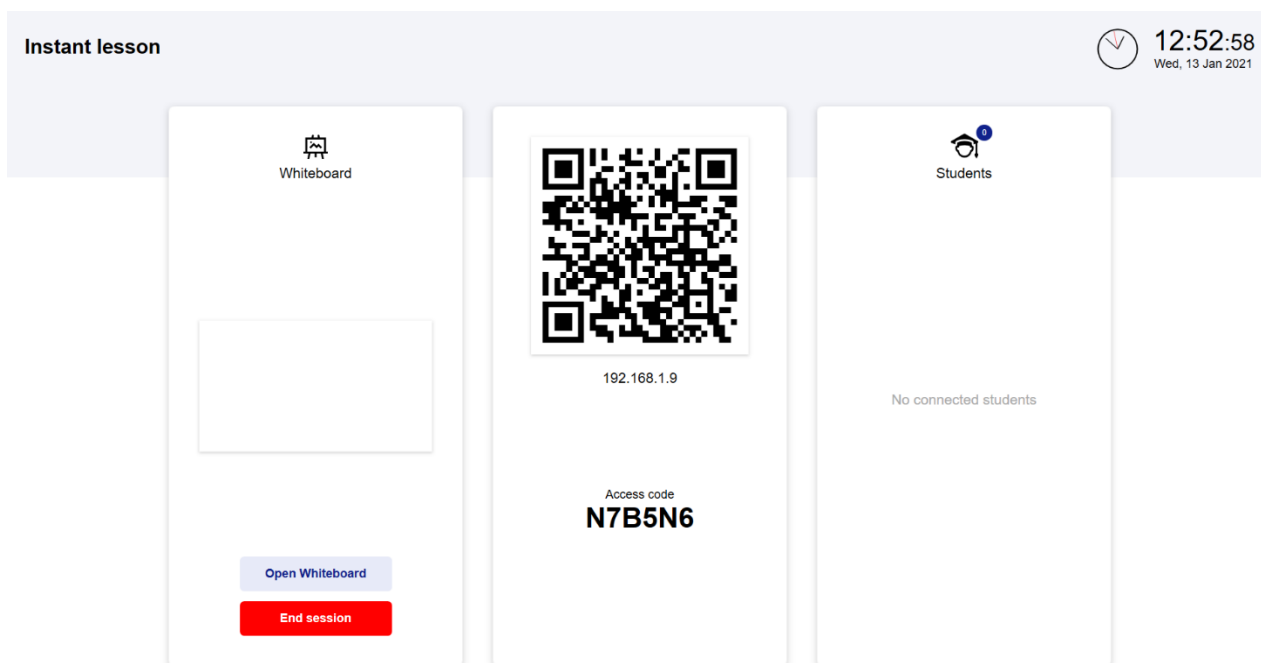 Instant lesson
12:52:58
Wed, 13 Jan 2021
Whiteboard
Open Whiteboard
End session
192.168.1.9
Access code
N7B5N6
0
Students
No connected students